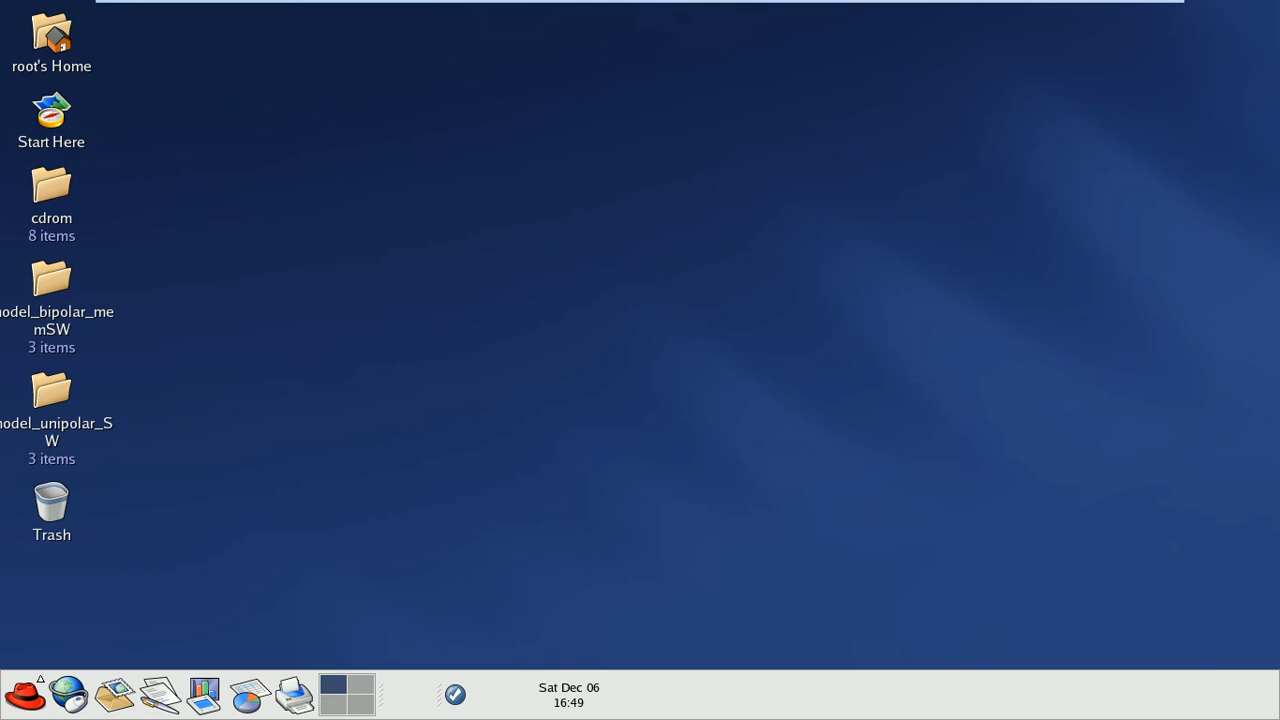 root's Home
Start Here
cdrom
8 items
odel_bipolar_me
mSW
3 items
odel_unipolar_S
W
3 items
Trash
Sat Dec 06
16:49